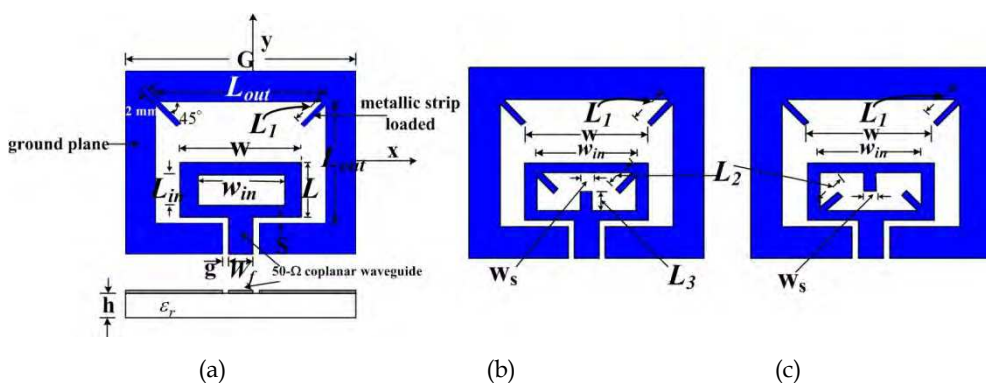 y
G
L_out
2 mm
45°
L_1
metallic strip
loaded
ground plane
W
x
L_out
L_in
W_in
L
S
g
W_f
50-Ω coplanar waveguide
h
ε_r
L_1
w
w_in
L_2
w_s
L_3
L_1
w
w_in
w_s
(a) (b) (c)